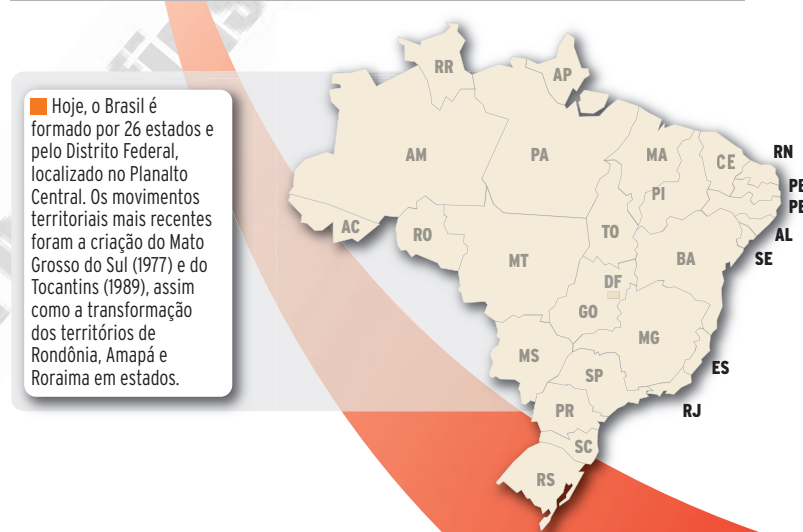 Hoje, o Brasil é
formado por 26 estados e
pelo Distrito Federal,
localizado no Planalto
Central. Os movimentos
territoriais mais recentes
foram a criação do Mato
Grosso do Sul (1977) e do
Tocantins (1989), assim
como a transformação
dos territórios de
Rondônia, Amapá e
Roraima em estados.
RR
AP
AM
PA
MA
CE
RN
PI
PE
AC
RO
TO
AL
MT
BA
SE
DF
GO
MG
MS
ES
SP
PR
RJ
SC
RS